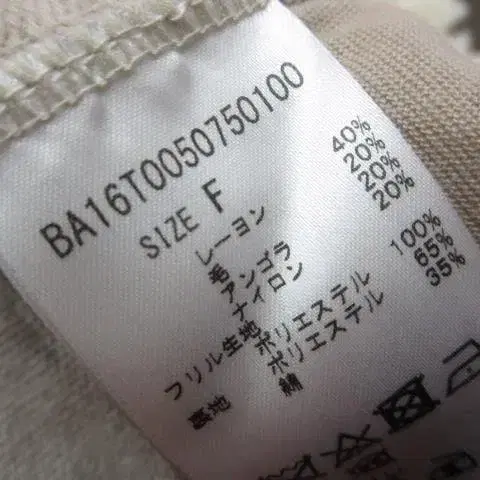 BA16T0050750100
SIZE F
レーヨン 40%
毛 20%
アンゴラ 20%
ナイロン 20%
フリル生地 ポリエステル 100%
裏地 ポリエステル 65%
綿 35%